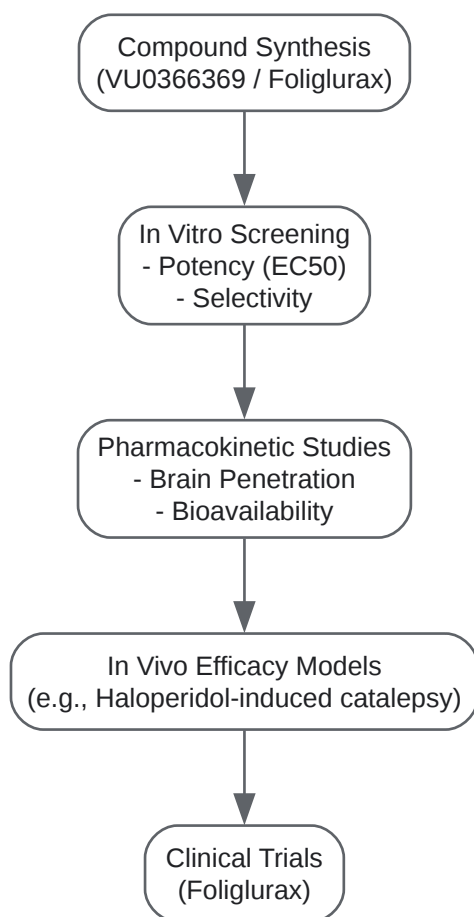 Compound Synthesis
(VU0366369 / Foliglurax)
In Vitro Screening
- Potency (EC50)
- Selectivity
Pharmacokinetic Studies
- Brain Penetration
- Bioavailability
In Vivo Efficacy Models
(e.g., Haloperidol-induced catalepsy)
Clinical Trials
(Foliglurax)